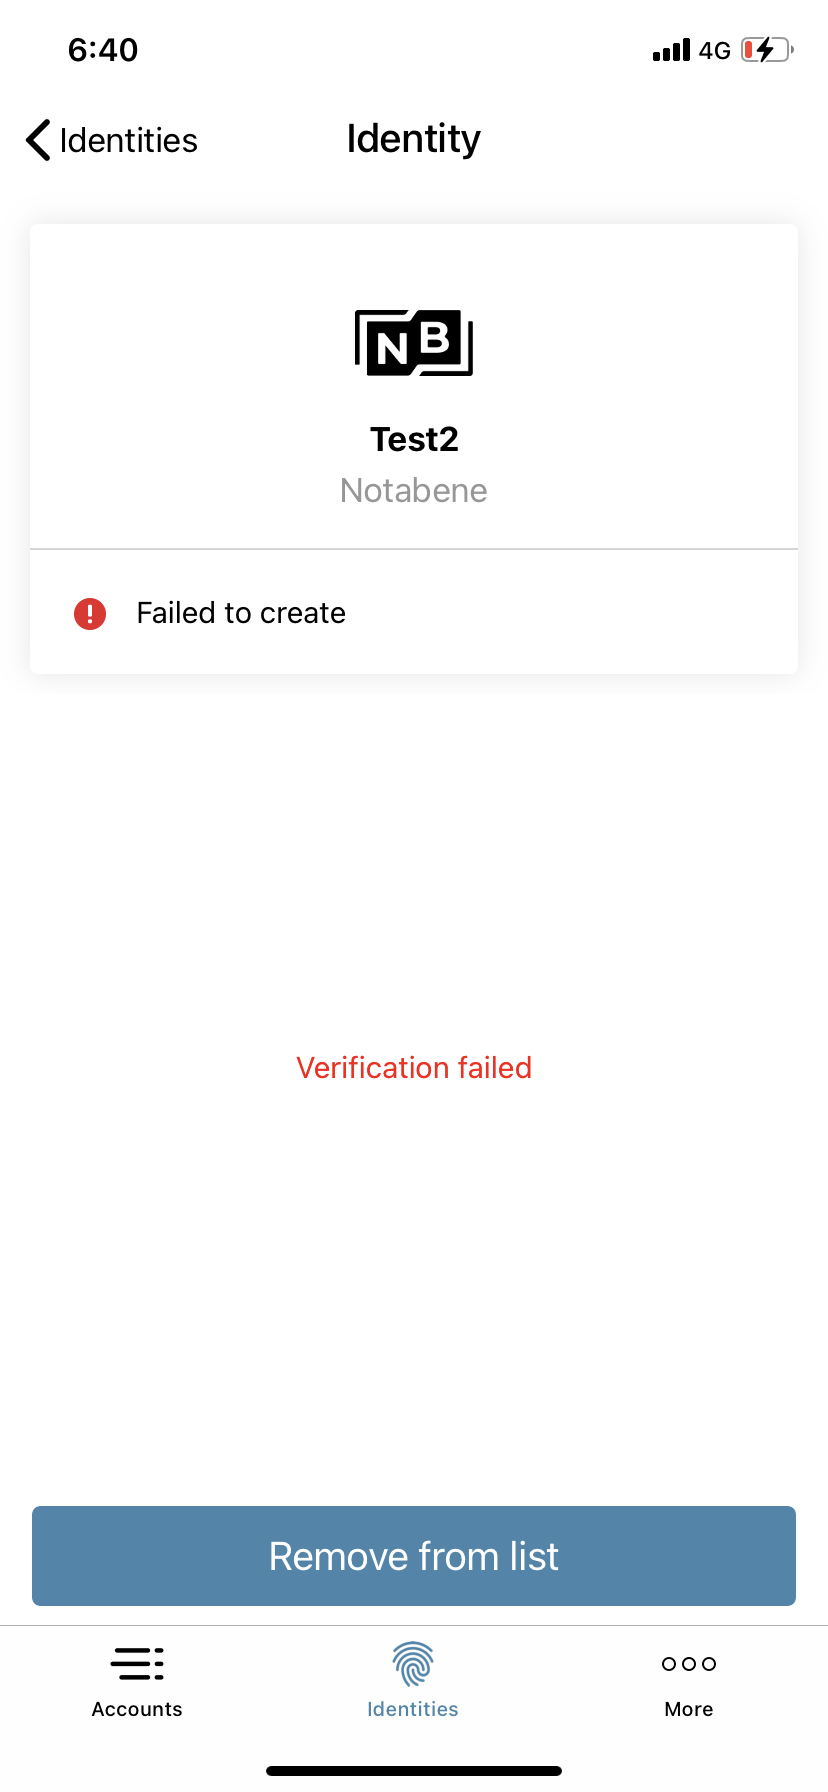 6:40
4G
Identities
Identity
NB
Test2
Notabene
Failed to create
Verification failed
Remove from list
Accounts
Identities
More